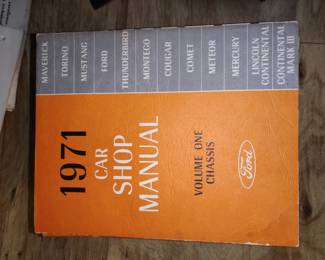 MAVERICK
TORINO
MUSTANG
FORD
THUNDERBIRD
MONTEGO
COUGAR
COMET
METEOR
MERCURY
LINCOLN
CONTINENTAL
CONTINENTAL
MARK III
1971
CAR
SHOP
MANUAL
VOLUME ONE
CHASSIS
Ford